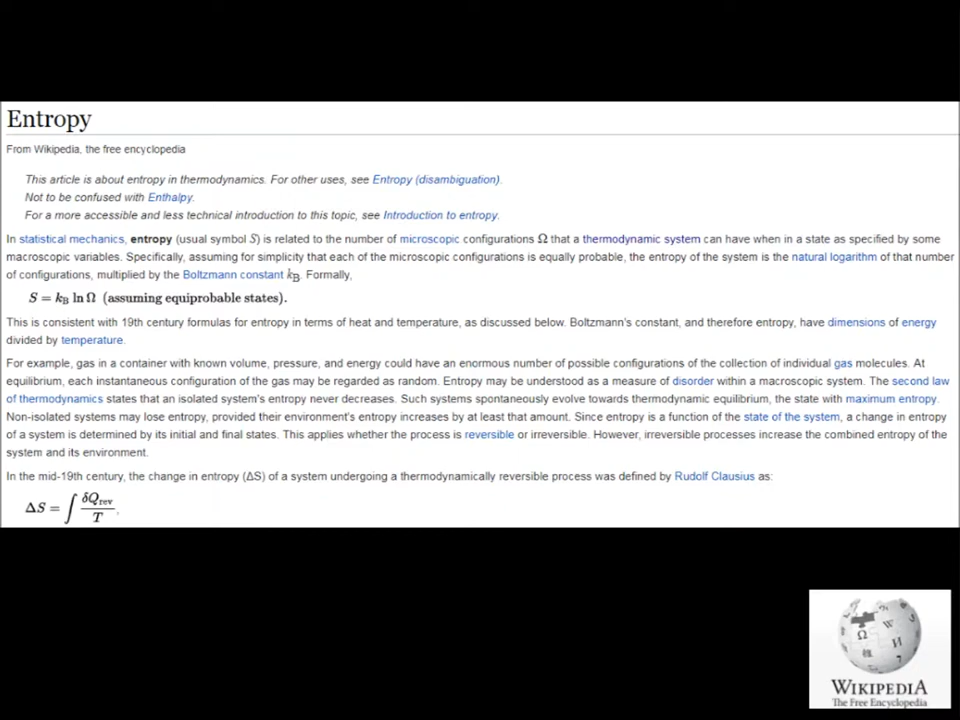 Entropy
From Wikipedia, the free encyclopedia
This article is about entropy in thermodynamics. For other uses, see Entropy (disambiguation).
Not to be confused with Enthalpy.
For a more accessible and less technical introduction to this topic, see Introduction to entropy.
In statistical mechanics, entropy (usual symbol S) is related to the number of microscopic configurations Ω that a thermodynamic system can have when in a state as specified by some
macroscopic variables. Specifically, assuming for simplicity that each of the microscopic configurations is equally probable, the entropy of the system is the natural logarithm of that number
of configurations, multiplied by the Boltzmann constant kB. Formally,
S = kB ln Ω (assuming equiprobable states).
This is consistent with 19th century formulas for entropy in terms of heat and temperature, as discussed below. Boltzmann's constant, and therefore entropy, have dimensions of energy
divided by temperature.
For example, gas in a container with known volume, pressure, and energy could have an enormous number of possible configurations of the collection of individual gas molecules. At
equilibrium, each instantaneous configuration of the gas may be regarded as random. Entropy may be understood as a measure of disorder within a macroscopic system. The second law
of thermodynamics states that an isolated system's entropy never decreases. Such systems spontaneously evolve towards thermodynamic equilibrium, the state with maximum entropy.
Non-isolated systems may lose entropy, provided their environment's entropy increases by at least that amount. Since entropy is a function of the state of the system, a change in entropy
of a system is determined by its initial and final states. This applies whether the process is reversible or irreversible. However, irreversible processes increase the combined entropy of the
system and its environment.
In the mid-19th century, the change in entropy (ΔS) of a system undergoing a thermodynamically reversible process was defined by Rudolf Clausius as:
ΔS = ∫ δQrev / T.
Ω W И 7
WIKIPEDIA
The Free Encyclopedia